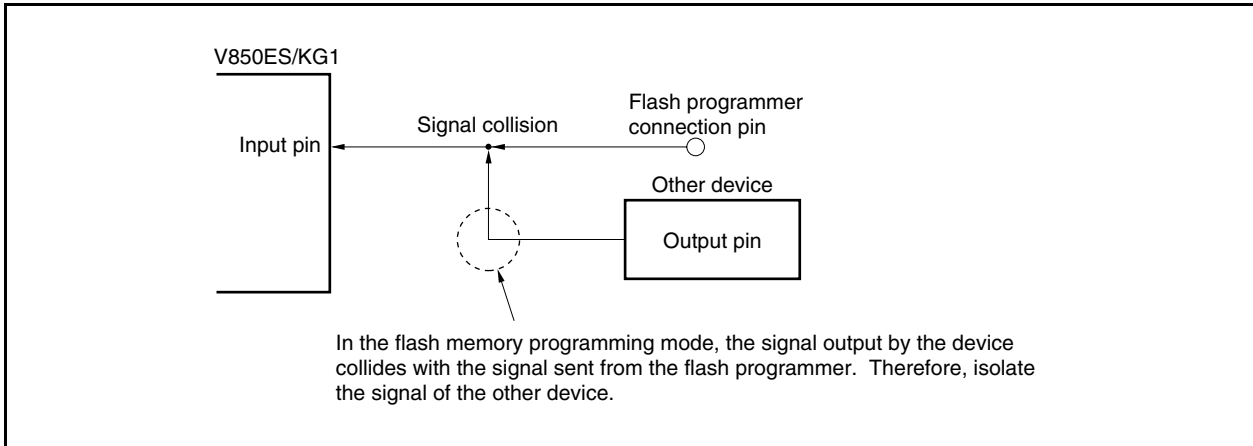 V850ES/KG1
Flash programmer
connection pin
Signal collision
Input pin
Other device
Output pin
In the flash memory programming mode, the signal output by the device
collides with the signal sent from the flash programmer.  Therefore, isolate
the signal of the other device.